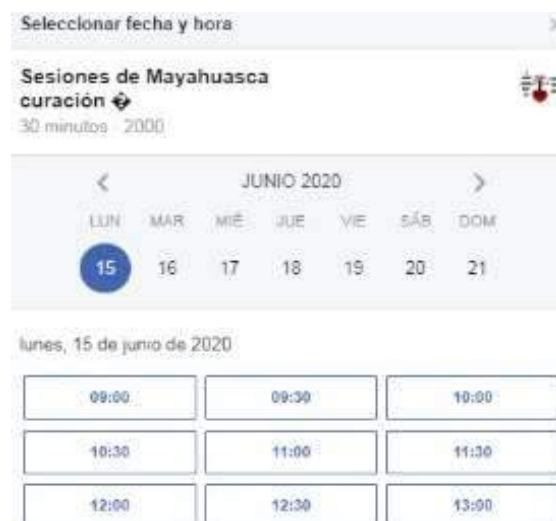 Seleccionar fecha y hora
Sesiones de Mayahuasca
curación �
30 minutos · 2000
JUNIO 2020
LUN MAR MIÉ JUE VIE SÁB DOM
15 16 17 18 19 20 21
lunes, 15 de junio de 2020
09:00 09:30 10:00
10:30 11:00 11:30
12:00 12:30 13:00